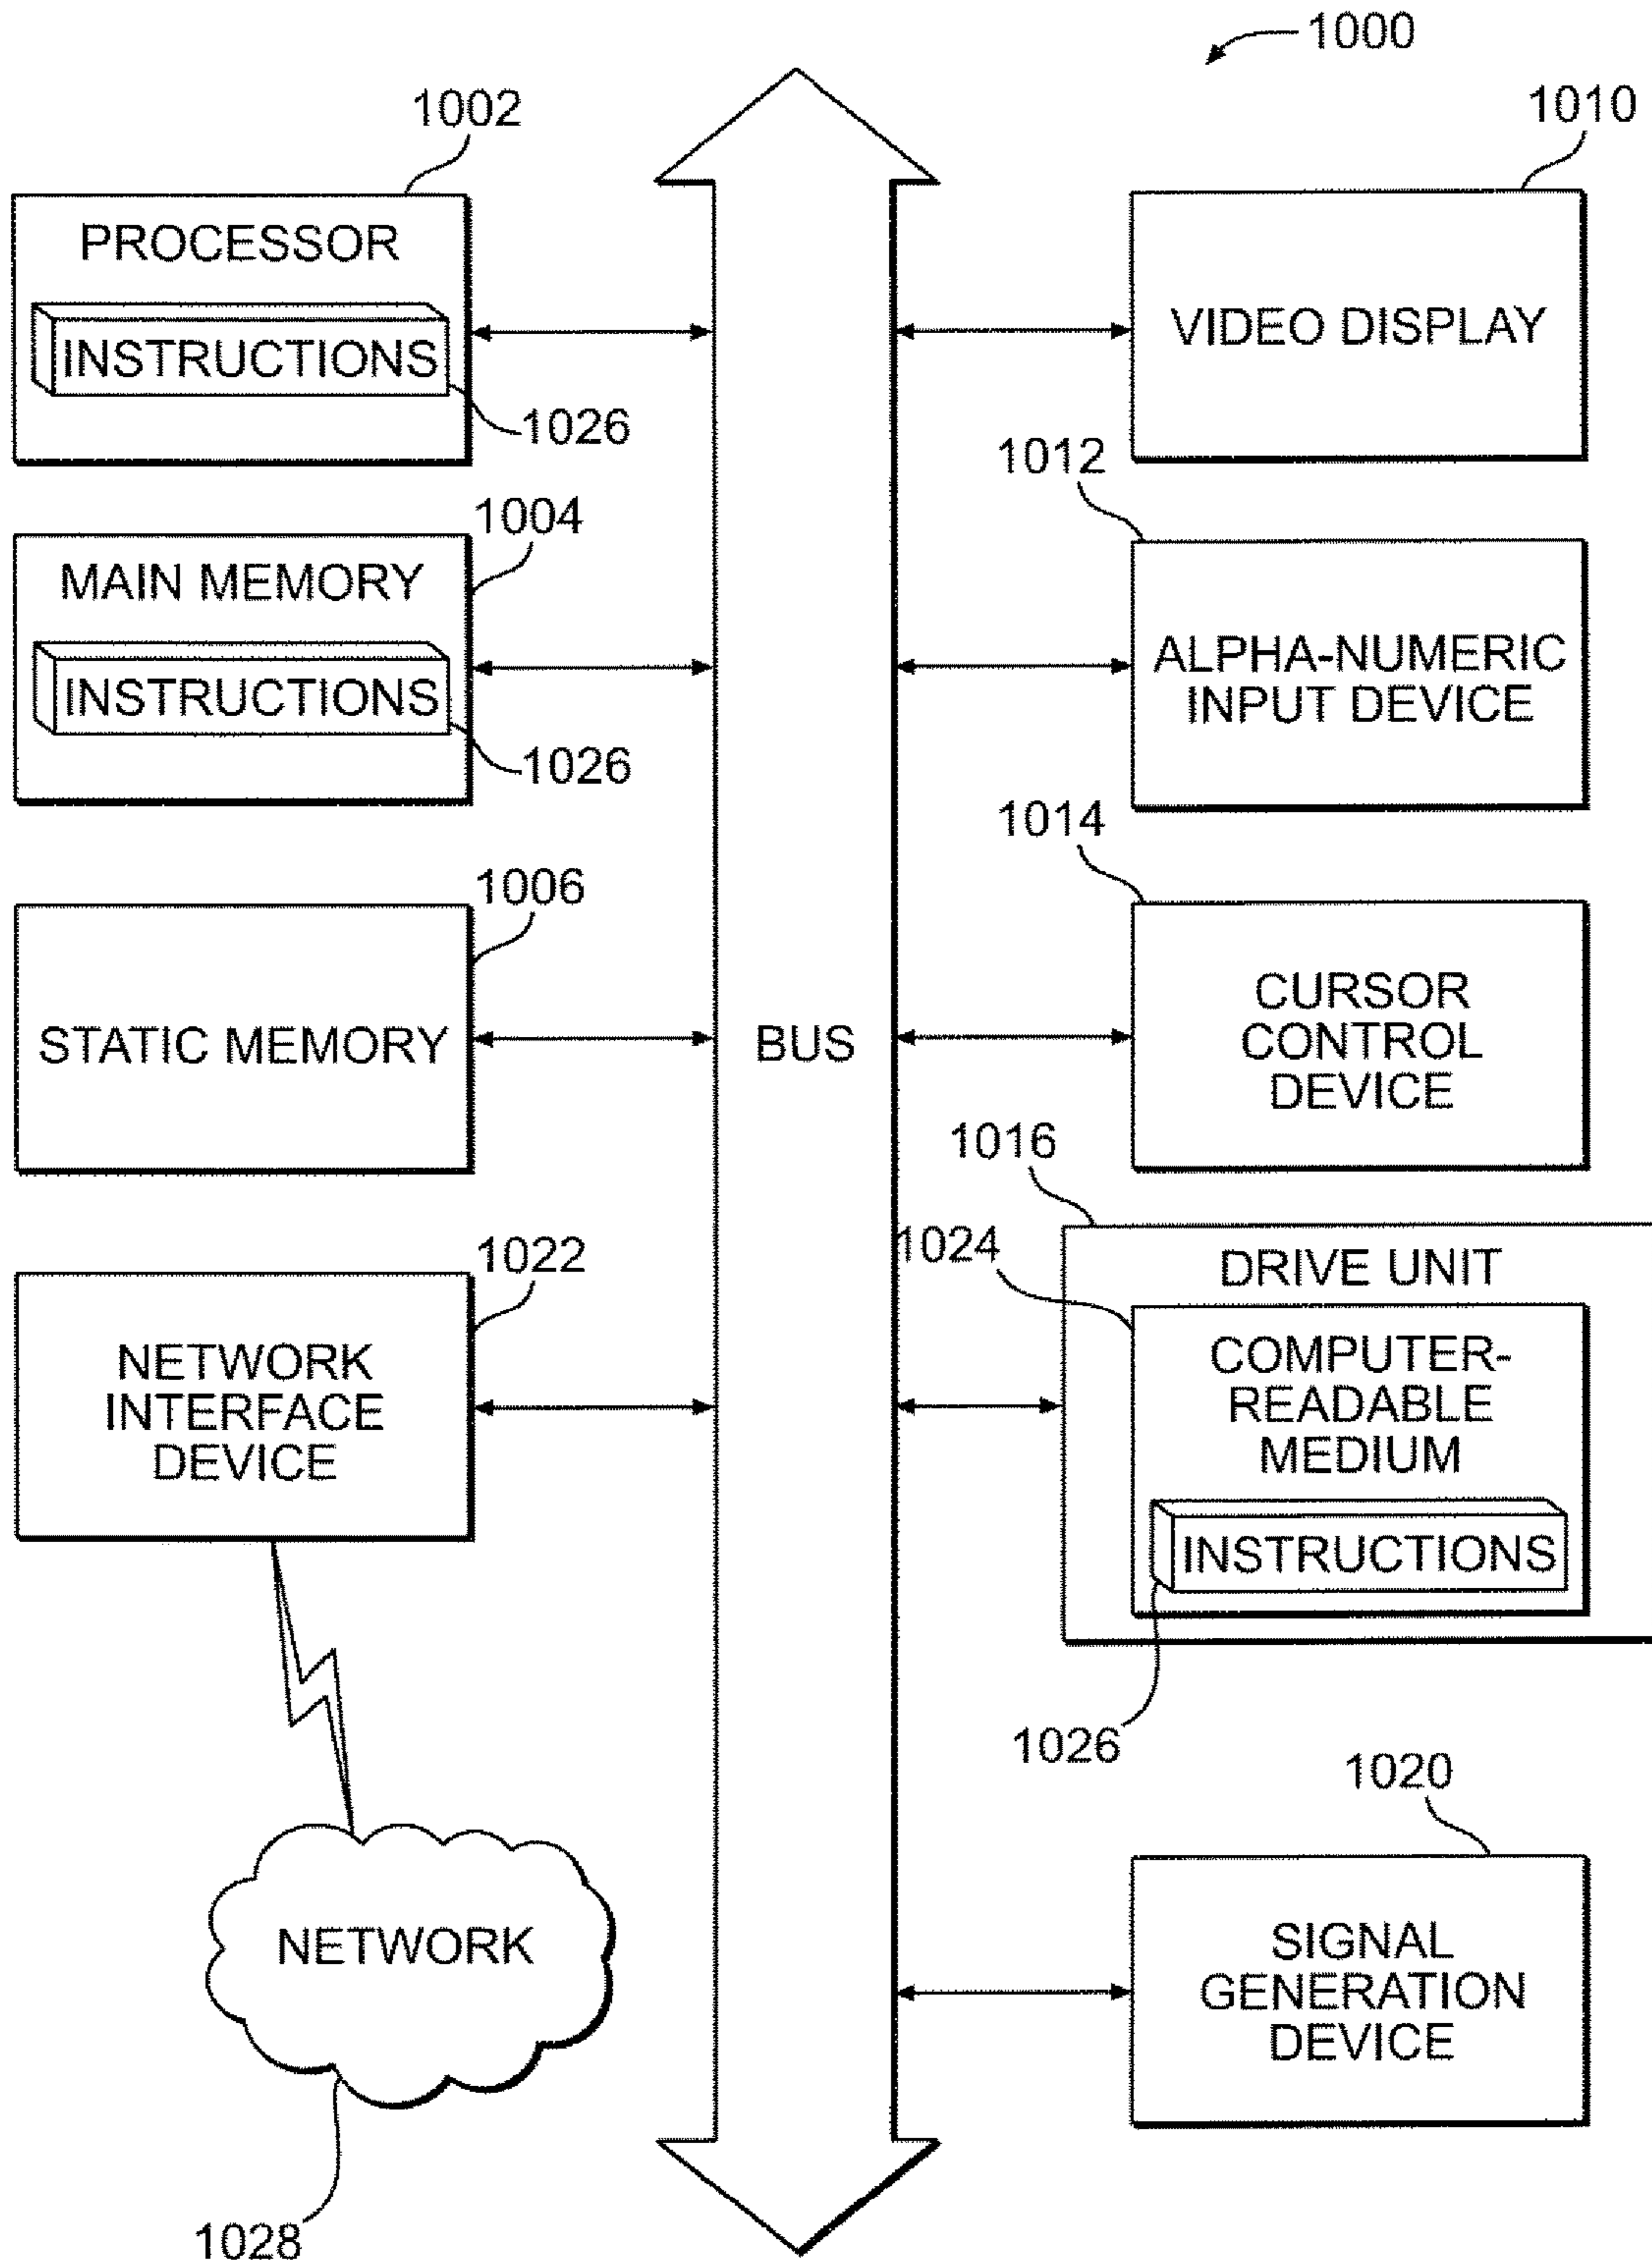 1000
1002
PROCESSOR
INSTRUCTIONS
1026
1004
MAIN MEMORY
INSTRUCTIONS
1026
1006
STATIC MEMORY
1022
NETWORK
INTERFACE
DEVICE
NETWORK
1028
BUS
1010
VIDEO DISPLAY
1012
ALPHA-NUMERIC
INPUT DEVICE
1014
CURSOR
CONTROL
DEVICE
1016
DRIVE UNIT
1024
COMPUTER-
READABLE
MEDIUM
INSTRUCTIONS
1026
1020
SIGNAL
GENERATION
DEVICE